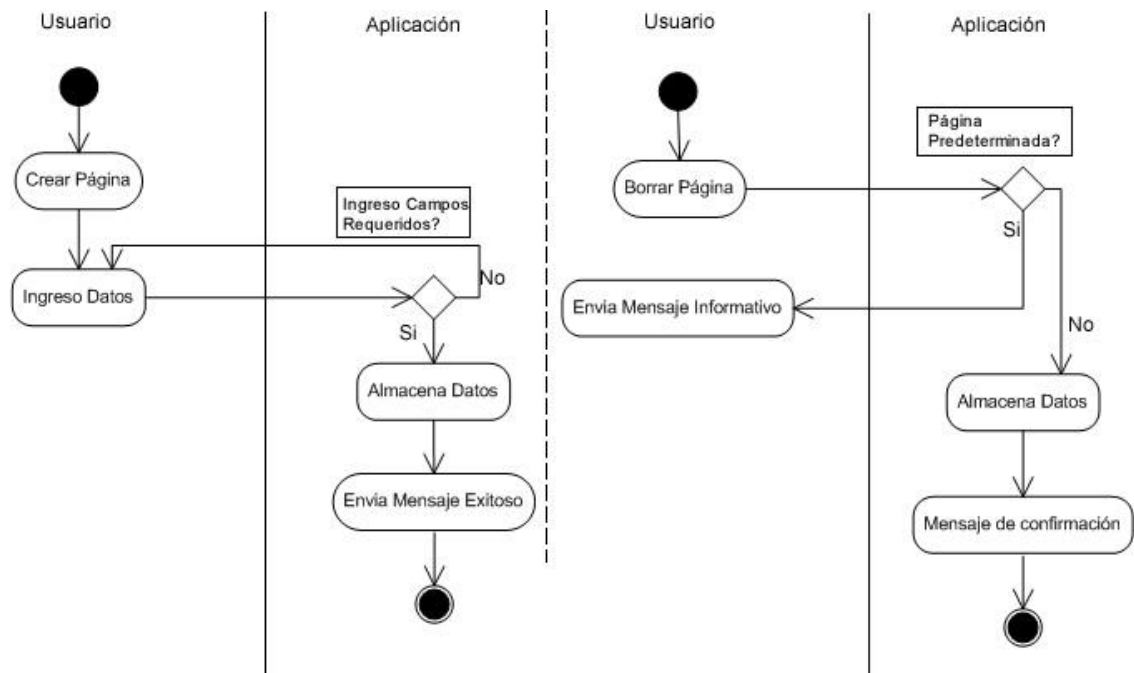 Usuario
Aplicación
Crear Página
Ingreso Campos
Requeridos?
Ingreso Datos
No
Si
Almacena Datos
Envia Mensaje Exitoso
Usuario
Aplicación
Página
Predeterminada?
Borrar Página
Si
Envia Mensaje Informativo
No
Almacena Datos
Mensaje de confirmación